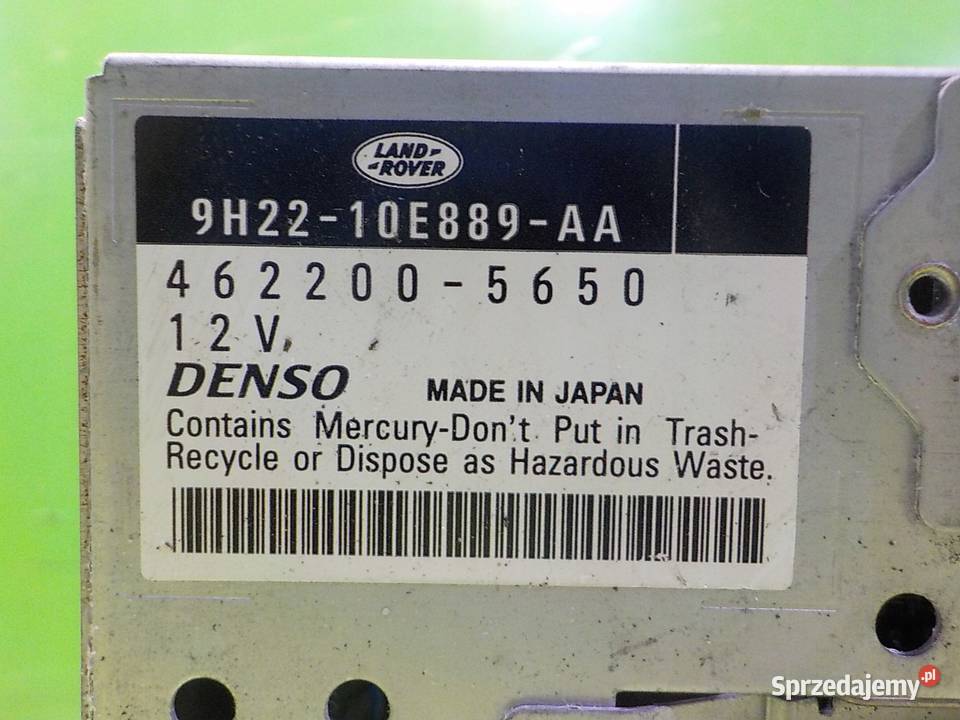 LAND-
-ROVER
9H22-10E889-AA
462200-5650
12V
DENSO MADE IN JAPAN
Contains Mercury-Don't Put in Trash-
Recycle or Dispose as Hazardous Waste.
Sprzedajemy.pl